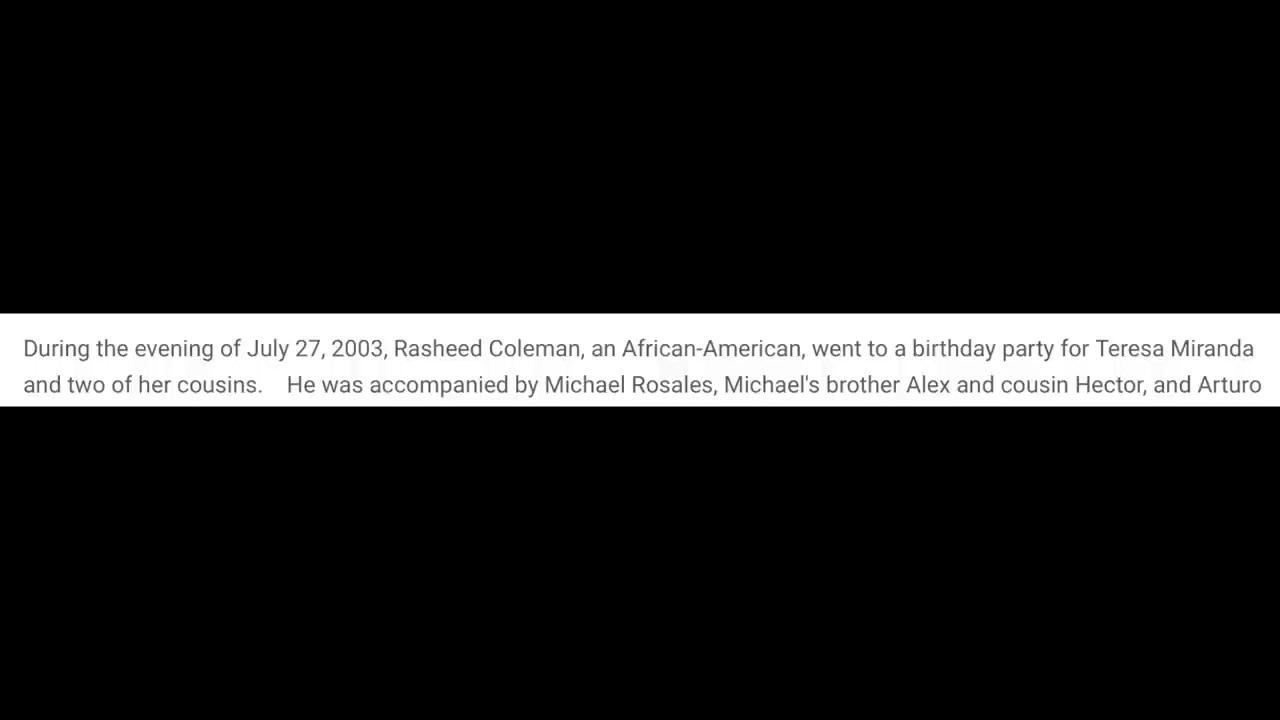 During the evening of July 27, 2003, Rasheed Coleman, an African-American, went to a birthday party for Teresa Miranda
and two of her cousins.    He was accompanied by Michael Rosales, Michael's brother Alex and cousin Hector, and Arturo